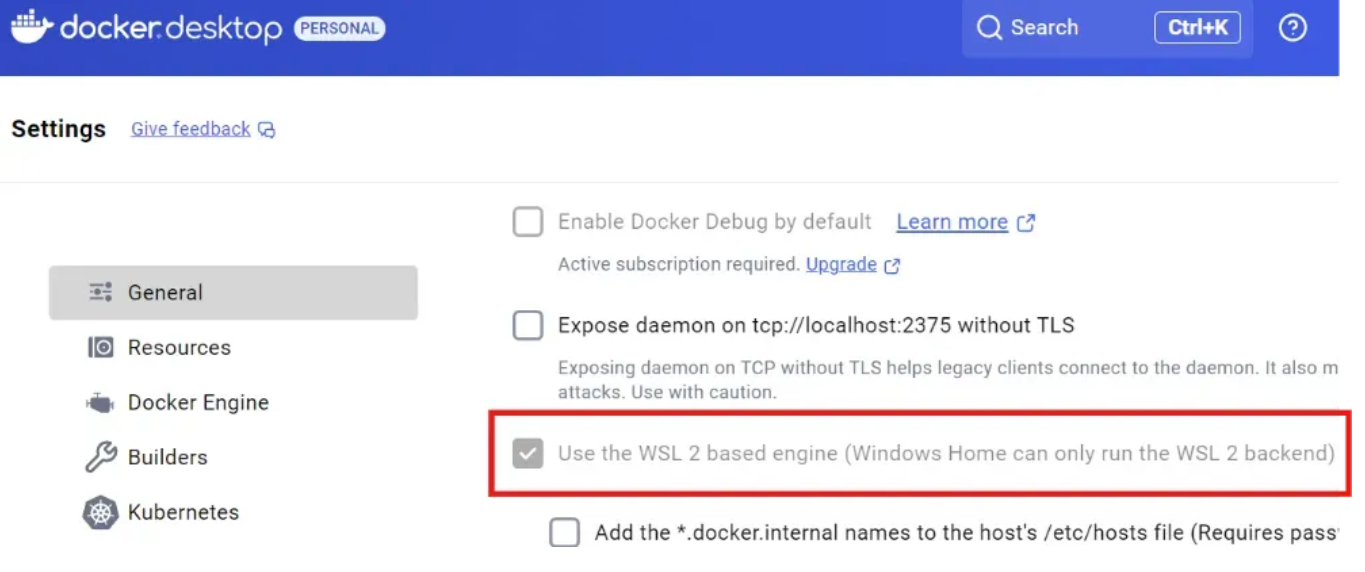 docker.desktop PERSONAL Search Ctrl+K
Settings Give feedback
Enable Docker Debug by default Learn more
Active subscription required. Upgrade
General
Expose daemon on tcp://localhost:2375 without TLS
Resources
Exposing daemon on TCP without TLS helps legacy clients connect to the daemon. It also m
attacks. Use with caution.
Docker Engine
Use the WSL 2 based engine (Windows Home can only run the WSL 2 backend)
Builders
Kubernetes
Add the *.docker.internal names to the host's /etc/hosts file (Requires pass